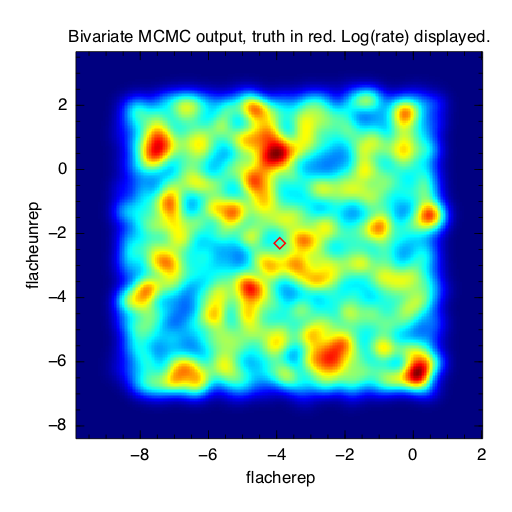 Bivariate MCMC output, truth in red. Log(rate) displayed.
2
0
−2
−4
−6
−8
flacheunrep
−8 −6 −4 −2 0 2
flacherep